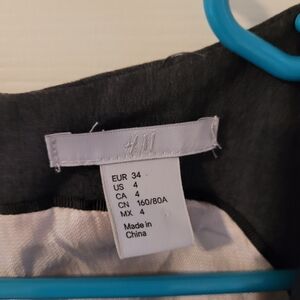 H&M
EUR 34
US 4
CA 4
CN 160/80A
MX 4
Made in
China